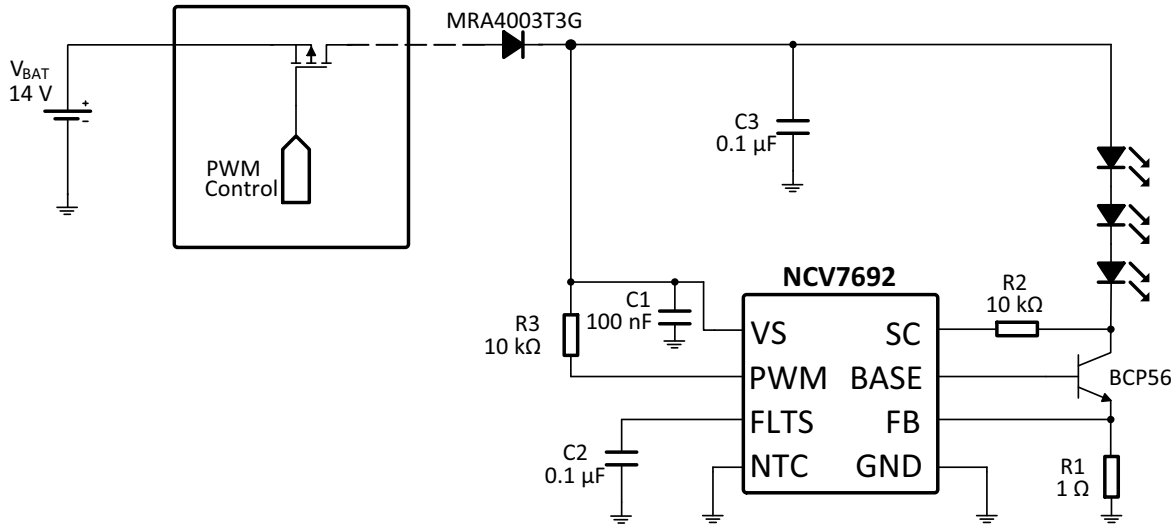 MRA4003T3G
VBAT
14 V
+
-
PWM
Control
C3
0.1 µF
NCV7692
R2
10 kΩ
C1
100 nF
R3
10 kΩ
VS
SC
PWM
BASE
BCP56
FLTS
FB
C2
0.1 µF
NTC
GND
R1
1 Ω